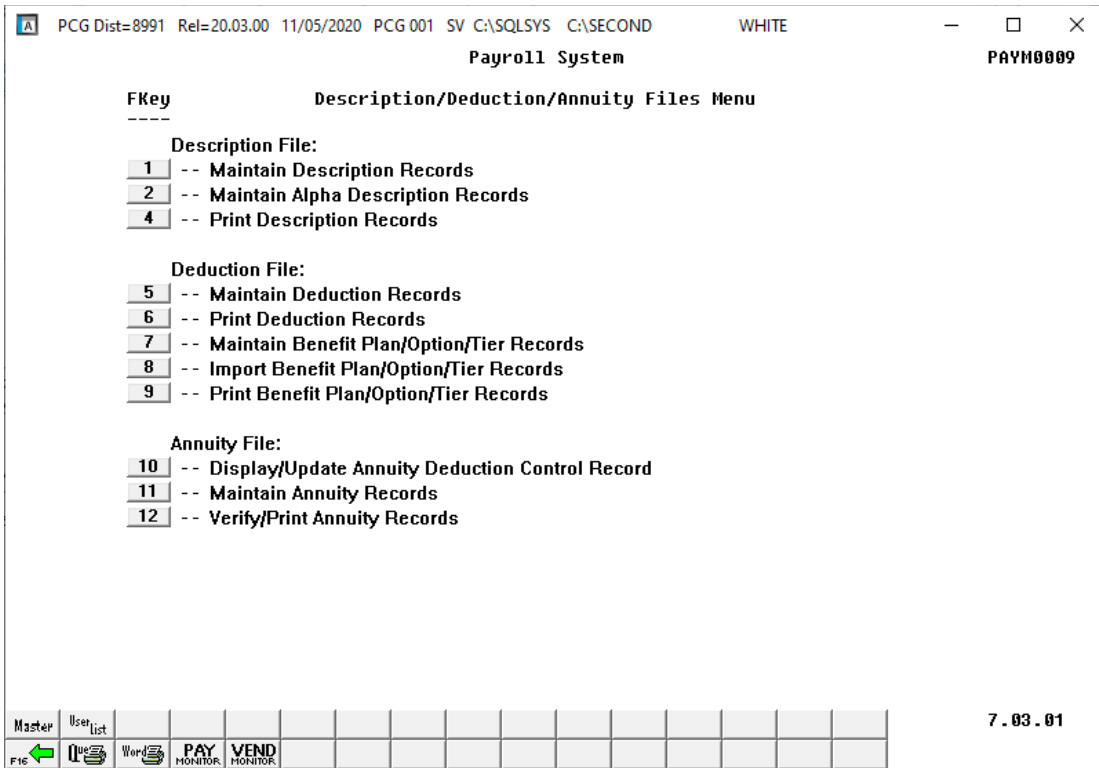 A PCG Dist=8991 Rel=20.03.00 11/05/2020 PCG 001 SV C:\SQLSYS C:\SECOND WHITE
Payroll System PAYM0009
FKey Description/Deduction/Annuity Files Menu
----
Description File:
1 -- Maintain Description Records
2 -- Maintain Alpha Description Records
4 -- Print Description Records
Deduction File:
5 -- Maintain Deduction Records
6 -- Print Deduction Records
7 -- Maintain Benefit Plan/Option/Tier Records
8 -- Import Benefit Plan/Option/Tier Records
9 -- Print Benefit Plan/Option/Tier Records
Annuity File:
10 -- Display/Update Annuity Deduction Control Record
11 -- Maintain Annuity Records
12 -- Verify/Print Annuity Records
Master User List 7.03.01
F16 Que Word PAY MONITOR VEND MONITOR